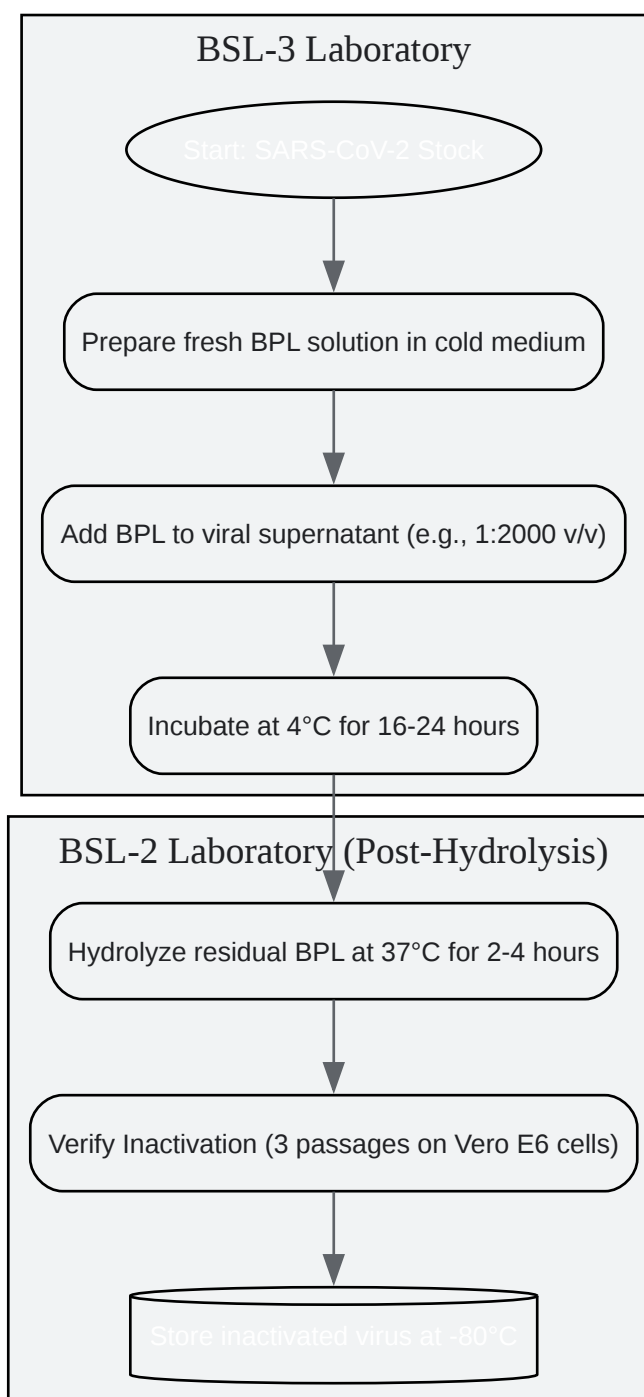 BSL-3 Laboratory
Start: SARS-CoV-2 Stock
Prepare fresh BPL solution in cold medium
Add BPL to viral supernatant (e.g., 1:2000 v/v)
Incubate at 4°C for 16-24 hours
BSL-2 Laboratory (Post-Hydrolysis)
Hydrolyze residual BPL at 37°C for 2-4 hours
Verify Inactivation (3 passages on Vero E6 cells)
Store inactivated virus at -80°C